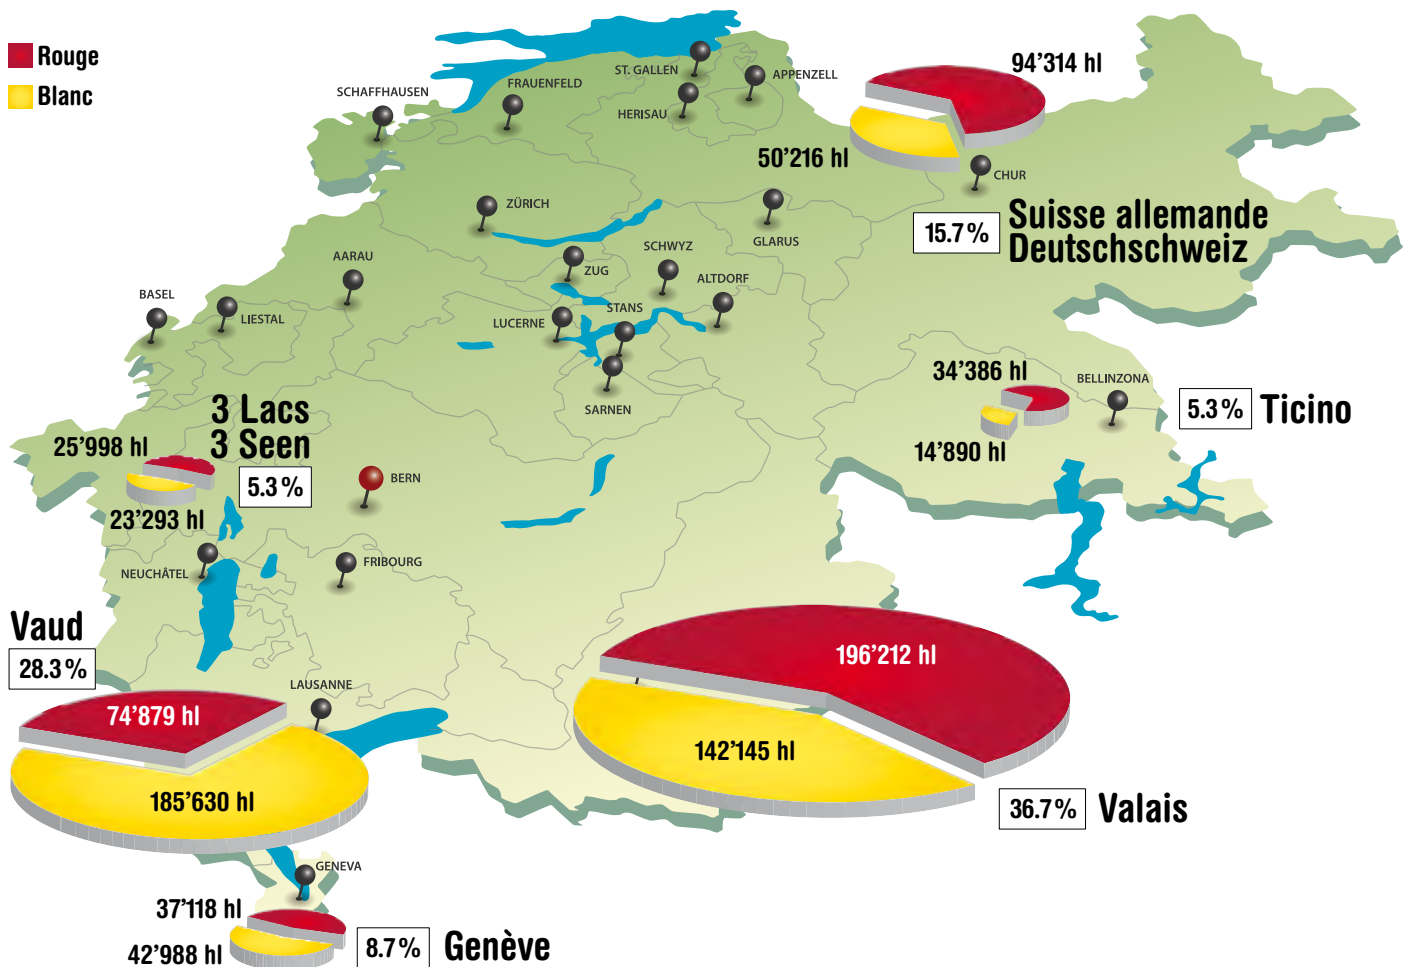 Rouge
Blanc
ST. GALLEN
APPENZELL
94’314 hl
FRAUENFELD
SCHAFFHAUSEN
HERISAU
50’216 hl
CHUR
ZÜRICH
15.7 %
Suisse allemande
Deutschschweiz
GLARUS
SCHWYZ
AARAU
ZUG
ALTDORF
BASEL
LIESTAL
STANS
LUCERNE
34’386 hl
BELLINZONA
SARNEN
5.3 %
Ticino
14’890 hl
3 Lacs
3 Seen
25’998 hl
5.3 %
BERN
23’293 hl
NEUCHÂTEL
FRIBOURG
Vaud
28.3 %
LAUSANNE
74’879 hl
185’630 hl
196’212 hl
142’145 hl
36.7 %
Valais
GENEVA
37’118 hl
42’988 hl
8.7 %
Genève